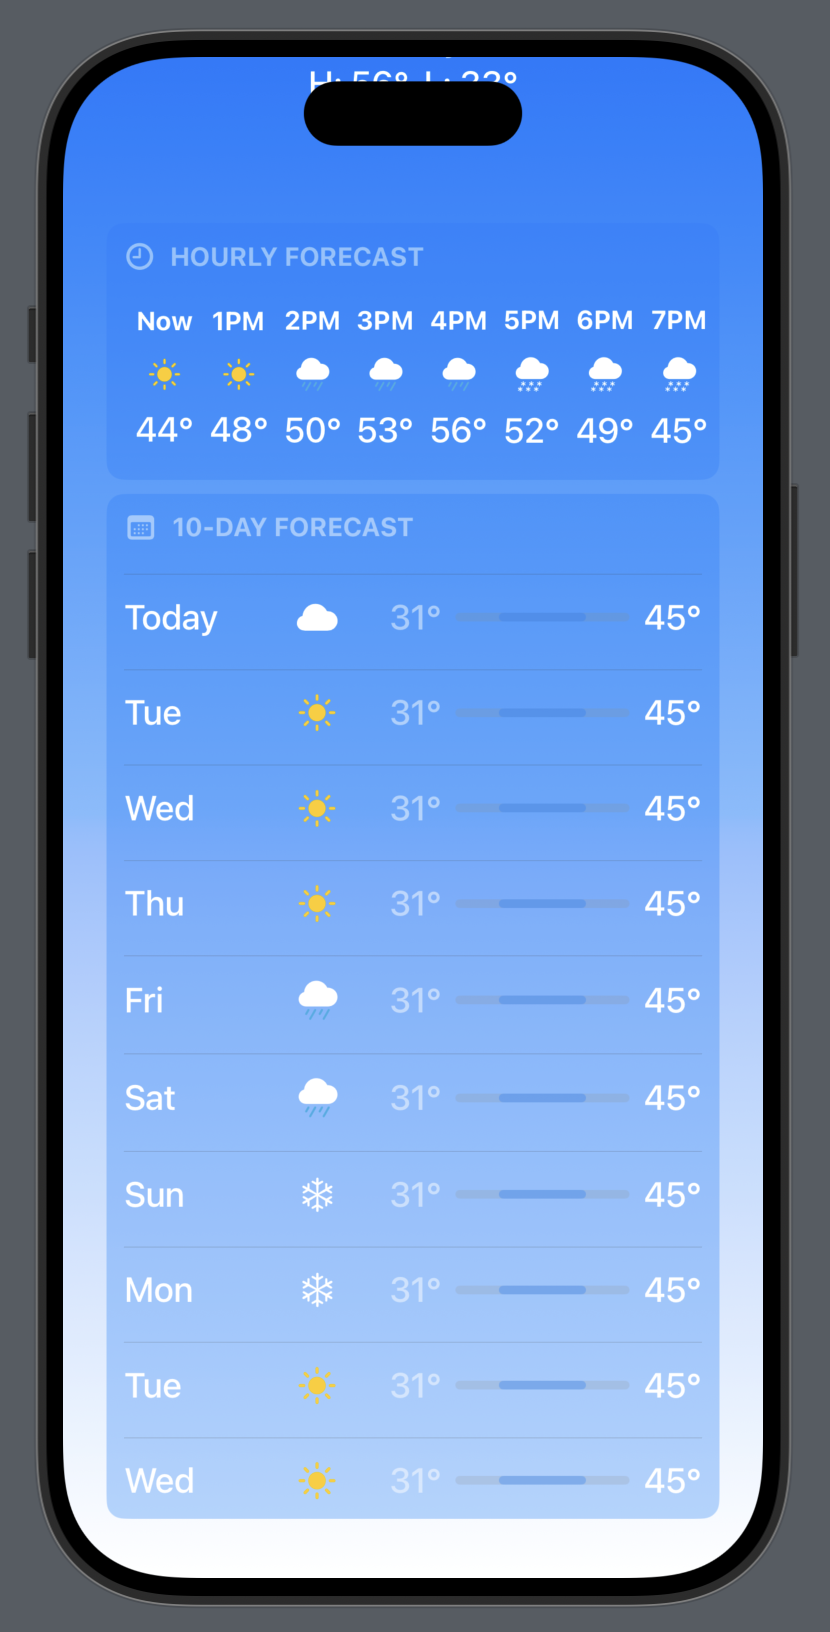 H: 56° L: 33°
HOURLY FORECAST
Now 1PM 2PM 3PM 4PM 5PM 6PM 7PM
44° 48° 50° 53° 56° 52° 49° 45°
10-DAY FORECAST
Today 31° 45°
Tue 31° 45°
Wed 31° 45°
Thu 31° 45°
Fri 31° 45°
Sat 31° 45°
Sun 31° 45°
Mon 31° 45°
Tue 31° 45°
Wed 31° 45°